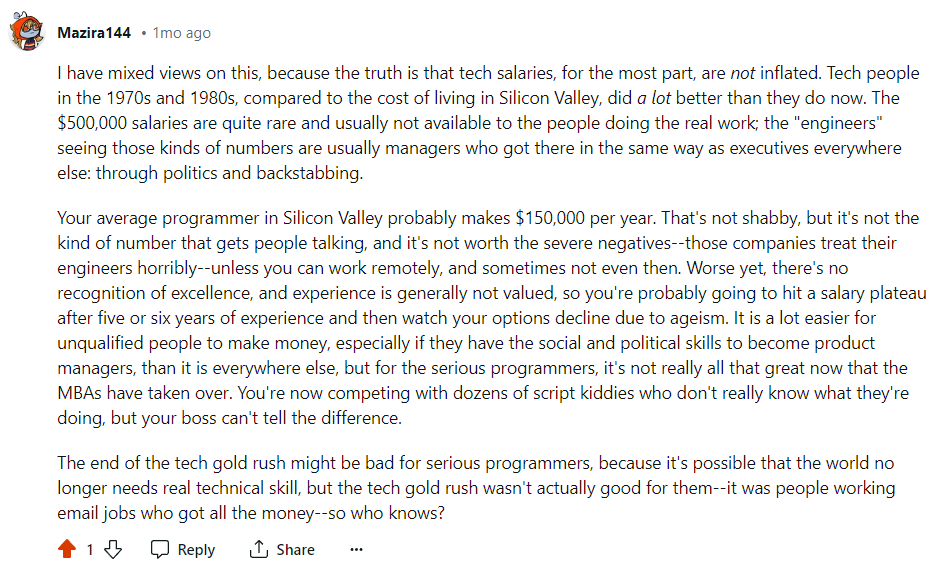 Mazira144 • 1mo ago
I have mixed views on this, because the truth is that tech salaries, for the most part, are not inflated. Tech people
in the 1970s and 1980s, compared to the cost of living in Silicon Valley, did a lot better than they do now. The
$500,000 salaries are quite rare and usually not available to the people doing the real work; the "engineers"
seeing those kinds of numbers are usually managers who got there in the same way as executives everywhere
else: through politics and backstabbing.
Your average programmer in Silicon Valley probably makes $150,000 per year. That's not shabby, but it's not the
kind of number that gets people talking, and it's not worth the severe negatives--those companies treat their
engineers horribly--unless you can work remotely, and sometimes not even then. Worse yet, there's no
recognition of excellence, and experience is generally not valued, so you're probably going to hit a salary plateau
after five or six years of experience and then watch your options decline due to ageism. It is a lot easier for
unqualified people to make money, especially if they have the social and political skills to become product
managers, than it is everywhere else, but for the serious programmers, it's not really all that great now that the
MBAs have taken over. You're now competing with dozens of script kiddies who don't really know what they're
doing, but your boss can't tell the difference.
The end of the tech gold rush might be bad for serious programmers, because it's possible that the world no
longer needs real technical skill, but the tech gold rush wasn't actually good for them--it was people working
email jobs who got all the money--so who knows?
1 Reply Share ...